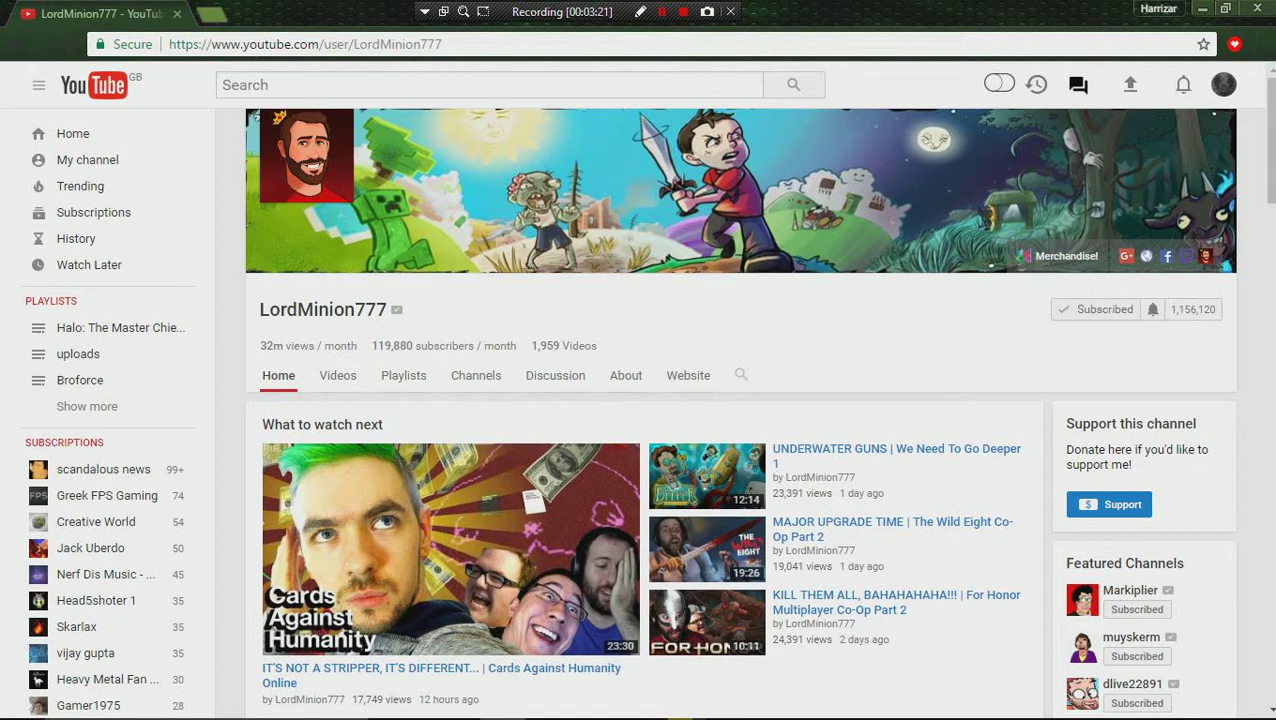 LordMinion777 - YouTub
Recording [00:03:21]
Harrizar
Secure
https://www.youtube.com/user/LordMinion777
YouTube GB
Search
Home
My channel
Trending
Subscriptions
History
Watch Later
PLAYLISTS
Halo: The Master Chie...
uploads
Broforce
Show more
SUBSCRIPTIONS
scandalous news 99+
Greek FPS Gaming 74
Creative World 54
Jack Uberdo 50
Nerf Dis Music - ... 45
Head5shoter 1 35
Skarlax 35
vijay gupta 35
Heavy Metal Fan ... 30
Gamer1975 28
Merchandise!
LordMinion777
Subscribed 1,156,120
32m views / month 119,880 subscribers / month 1,959 Videos
Home Videos Playlists Channels Discussion About Website
What to watch next
Cards
Against
Humanity
23:30
IT'S NOT A STRIPPER, IT'S DIFFERENT... | Cards Against Humanity
Online
by LordMinion777 17,749 views 12 hours ago
DEEPER
12:14
UNDERWATER GUNS | We Need To Go Deeper
1
by LordMinion777
23,391 views 1 day ago
THE WILD
EIGHT
19:26
MAJOR UPGRADE TIME | The Wild Eight Co-
Op Part 2
by LordMinion777
19,041 views 1 day ago
FOR HONOR
10:11
KILL THEM ALL, BAHAHAHAHA!!! | For Honor
Multiplayer Co-Op Part 2
by LordMinion777
24,391 views 2 days ago
Support this channel
Donate here if you'd like to
support me!
$ Support
Featured Channels
Markiplier
Subscribed
muyskerm
Subscribed
dlive22891
Subscribed